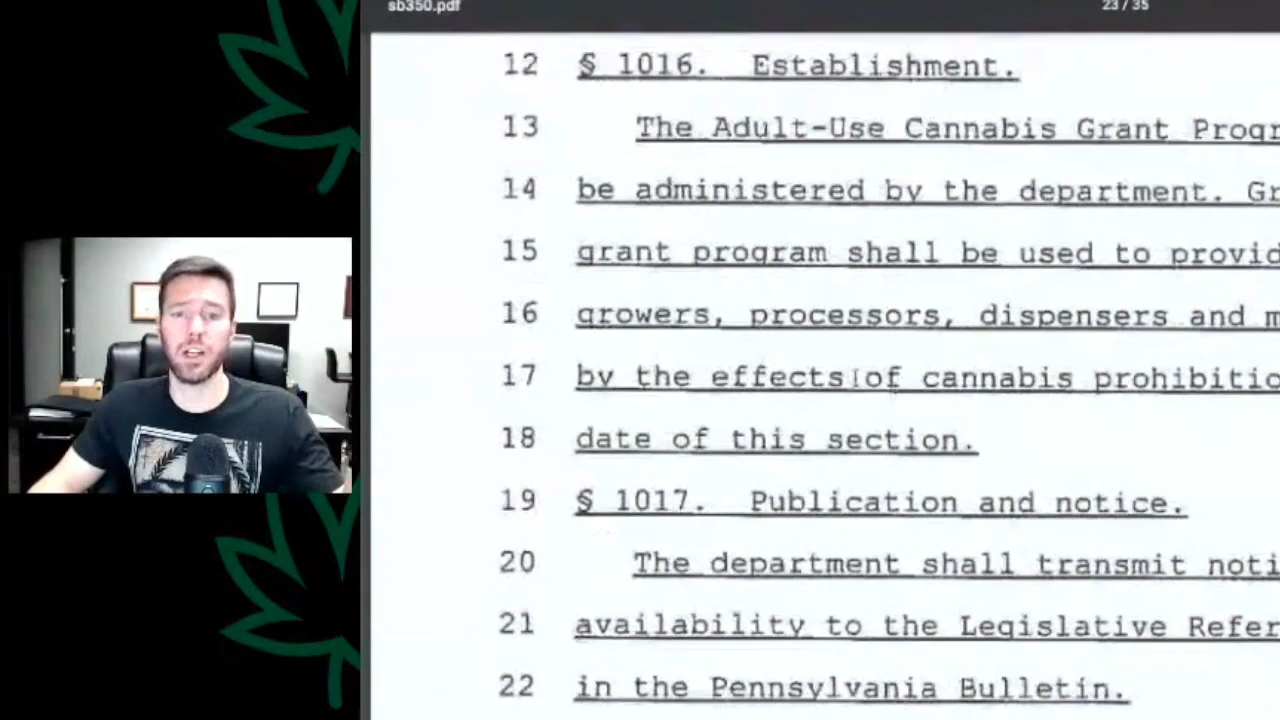 sb350.pdf
23 / 35
12 § 1016. Establishment.
13 The Adult-Use Cannabis Grant Progr
14 be administered by the department. Gr
15 grant program shall be used to provid
16 growers, processors, dispensers and m
17 by the effects of cannabis prohibitio
18 date of this section.
19 § 1017. Publication and notice.
20 The department shall transmit noti
21 availability to the Legislative Refer
22 in the Pennsylvania Bulletin.